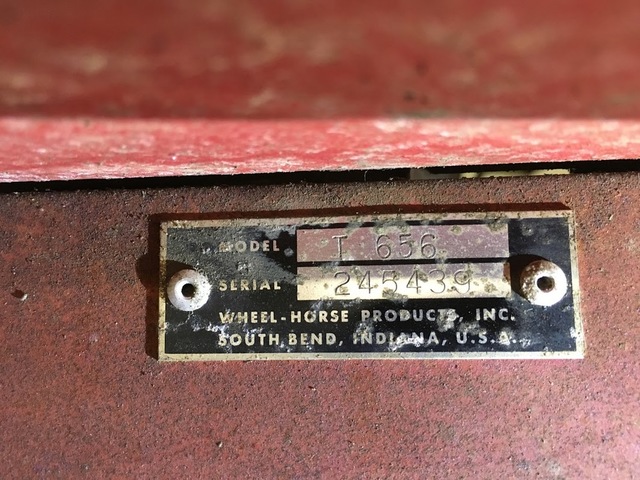 MODEL T 656
SERIAL 245439
WHEEL-HORSE PRODUCTS, INC.
SOUTH BEND, INDIANA, U.S.A.